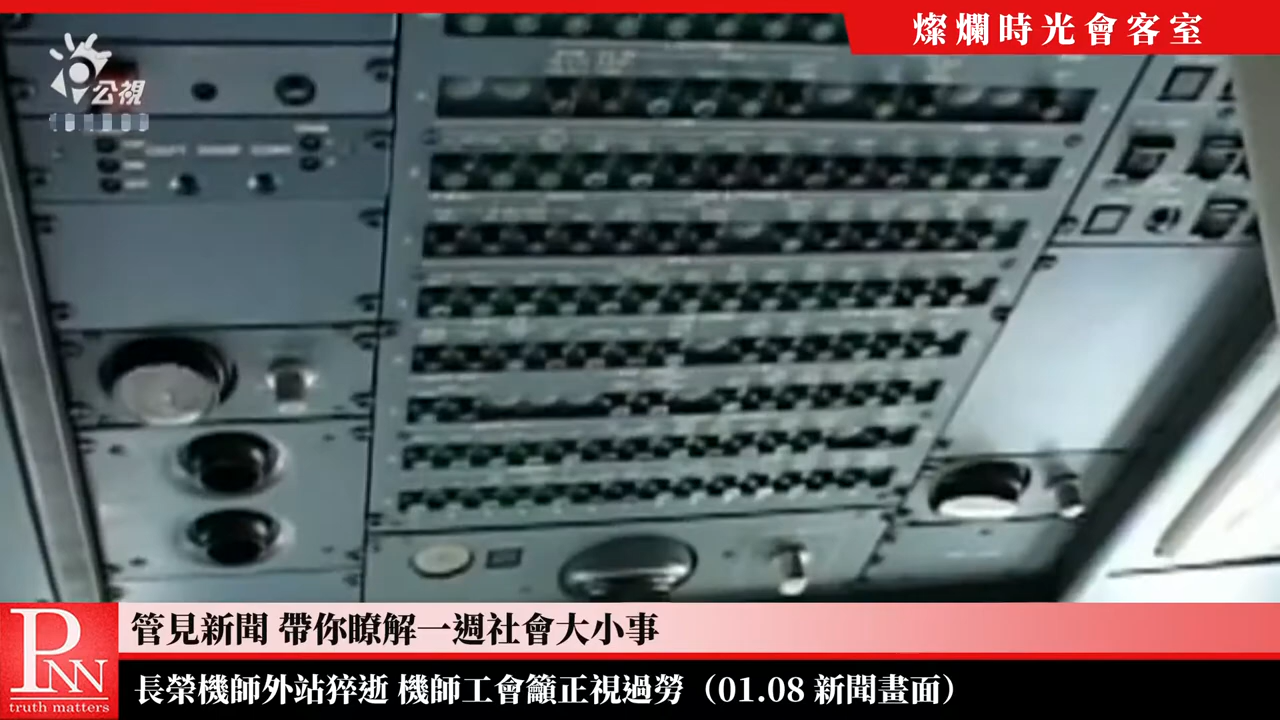 燦爛時光會客室
公視
管見新聞 帶你瞭解一週社會大小事
PNN
truth matters
長榮機師外站猝逝 機師工會籲正視過勞（01.08 新聞畫面）